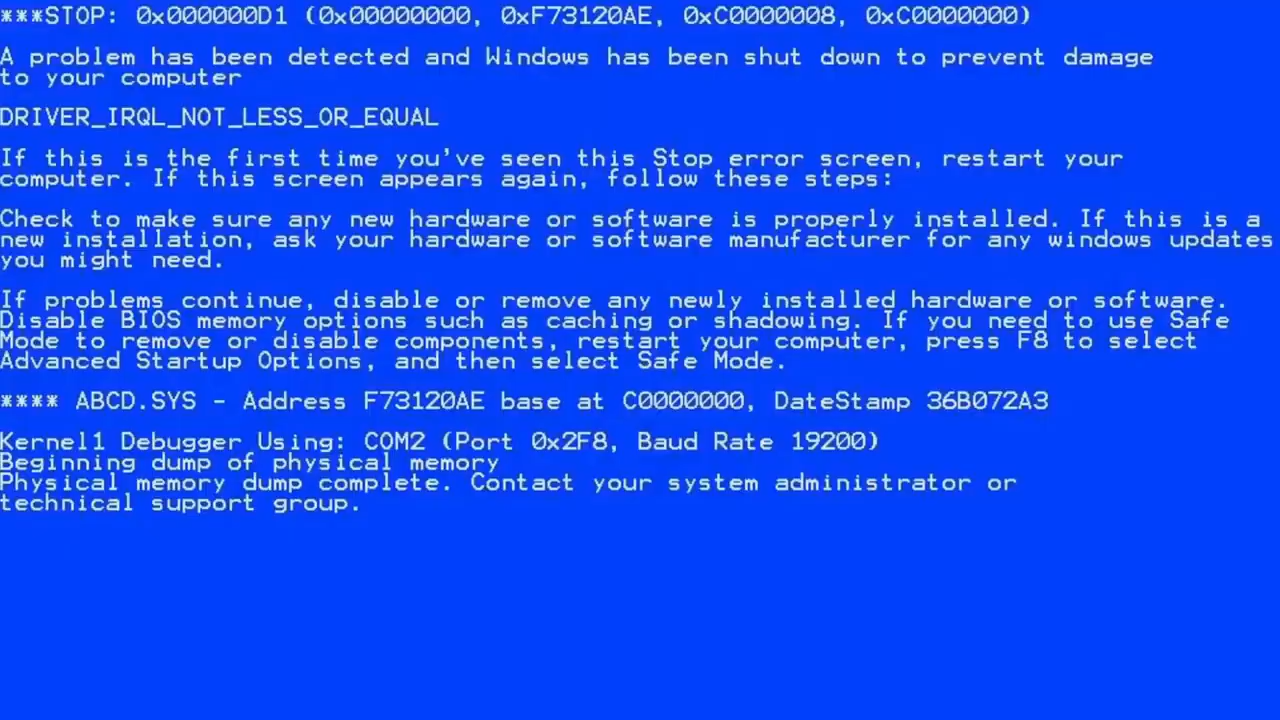 ***STOP: 0x000000D1 (0x00000000, 0xF73120AE, 0xC0000008, 0xC0000000)
A problem has been detected and Windows has been shut down to prevent damage
to your computer
DRIVER_IRQL_NOT_LESS_OR_EQUAL
If this is the first time you've seen this Stop error screen, restart your
computer. If this screen appears again, follow these steps:
Check to make sure any new hardware or software is properly installed. If this is a
new installation, ask your hardware or software manufacturer for any windows updates
you might need.
If problems continue, disable or remove any newly installed hardware or software.
Disable BIOS memory options such as caching or shadowing. If you need to use Safe
Mode to remove or disable components, restart your computer, press F8 to select
Advanced Startup Options, and then select Safe Mode.
**** ABCD.SYS - Address F73120AE base at C0000000, DateStamp 36B072A3
Kernel1 Debugger Using: COM2 (Port 0x2F8, Baud Rate 19200)
Beginning dump of physical memory
Physical memory dump complete. Contact your system administrator or
technical support group.